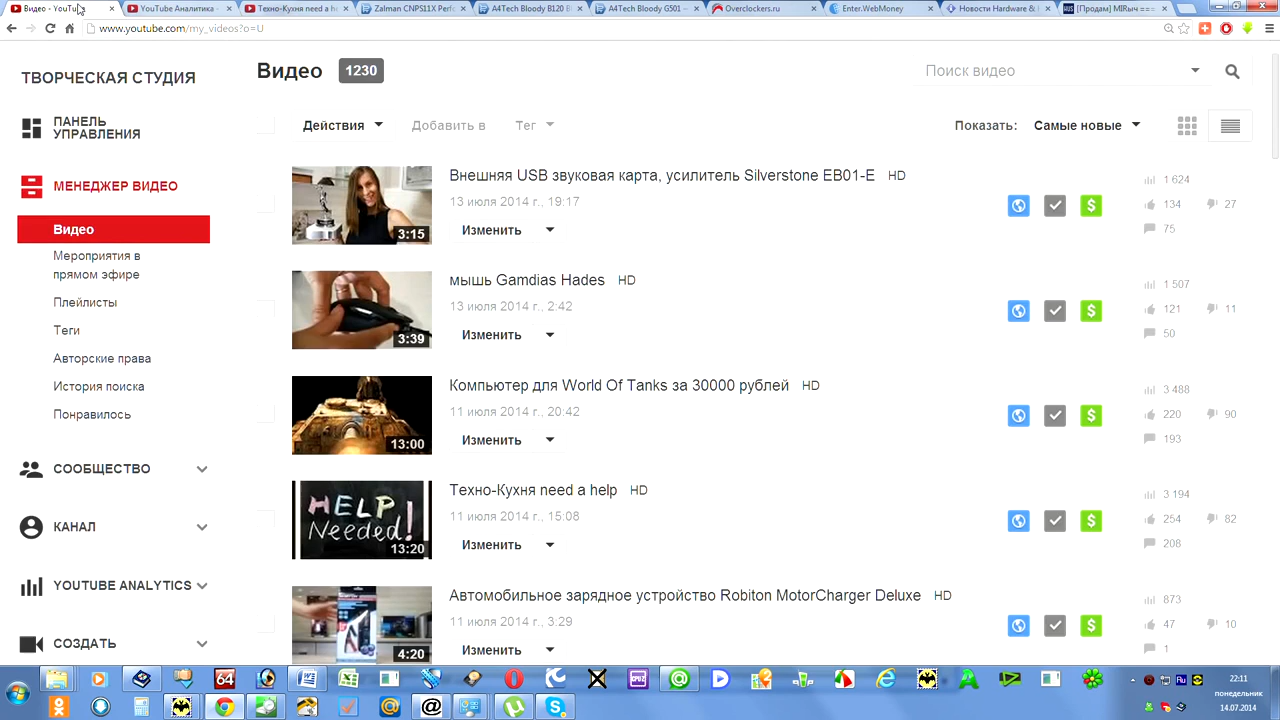 Видео - YouTu
YouTube Аналитика -
Техно-Кухня need a he
Zalman CNPS11X Perfo
A4Tech Bloody B120 B
A4Tech Bloody G501 —
Overclockers.ru
Enter.WebMoney
Новости Hardware &
[Продам] MIRыч ===
www.youtube.com/my_videos?o=U
ТВОРЧЕСКАЯ СТУДИЯ
Видео 1230
Поиск видео
ПАНЕЛЬ
УПРАВЛЕНИЯ
Действия
Добавить в
Тег
Показать:
Самые новые
МЕНЕДЖЕР ВИДЕО
Видео
Мероприятия в
прямом эфире
Плейлисты
Теги
Авторские права
История поиска
Понравилось
СООБЩЕСТВО
КАНАЛ
YOUTUBE ANALYTICS
СОЗДАТЬ
Внешняя USB звуковая карта, усилитель Silverstone EB01-E HD
13 июля 2014 г., 19:17
Изменить
3:15
1 624
134 27
75
мышь Gamdias Hades HD
13 июля 2014 г., 2:42
Изменить
3:39
1 507
121 11
50
Компьютер для World Of Tanks за 30000 рублей HD
11 июля 2014 г., 20:42
Изменить
13:00
3 488
220 90
193
Техно-Кухня need a help HD
11 июля 2014 г., 15:08
Изменить
HELP
Needed!
13:20
3 194
254 82
208
Автомобильное зарядное устройство Robiton MotorCharger Deluxe HD
11 июля 2014 г., 3:29
Изменить
4:20
873
47 10
1
64
CPUZ
Ru
22:11
понедельник
14.07.2014